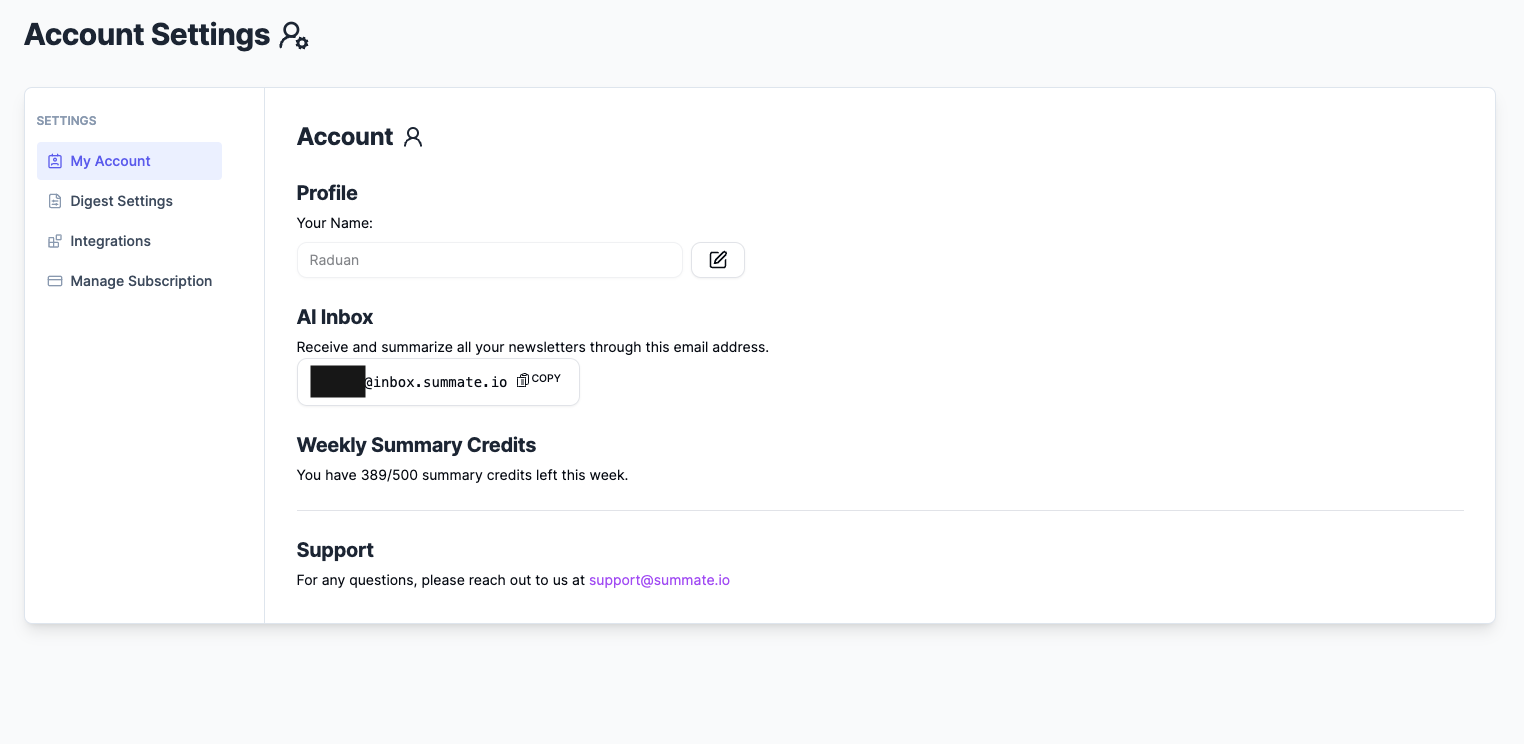 Account Settings
SETTINGS
My Account
Digest Settings
Integrations
Manage Subscription
Account
Profile
Your Name:
Raduan
AI Inbox
Receive and summarize all your newsletters through this email address.
@inbox.summate.io COPY
Weekly Summary Credits
You have 389/500 summary credits left this week.
Support
For any questions, please reach out to us at support@summate.io